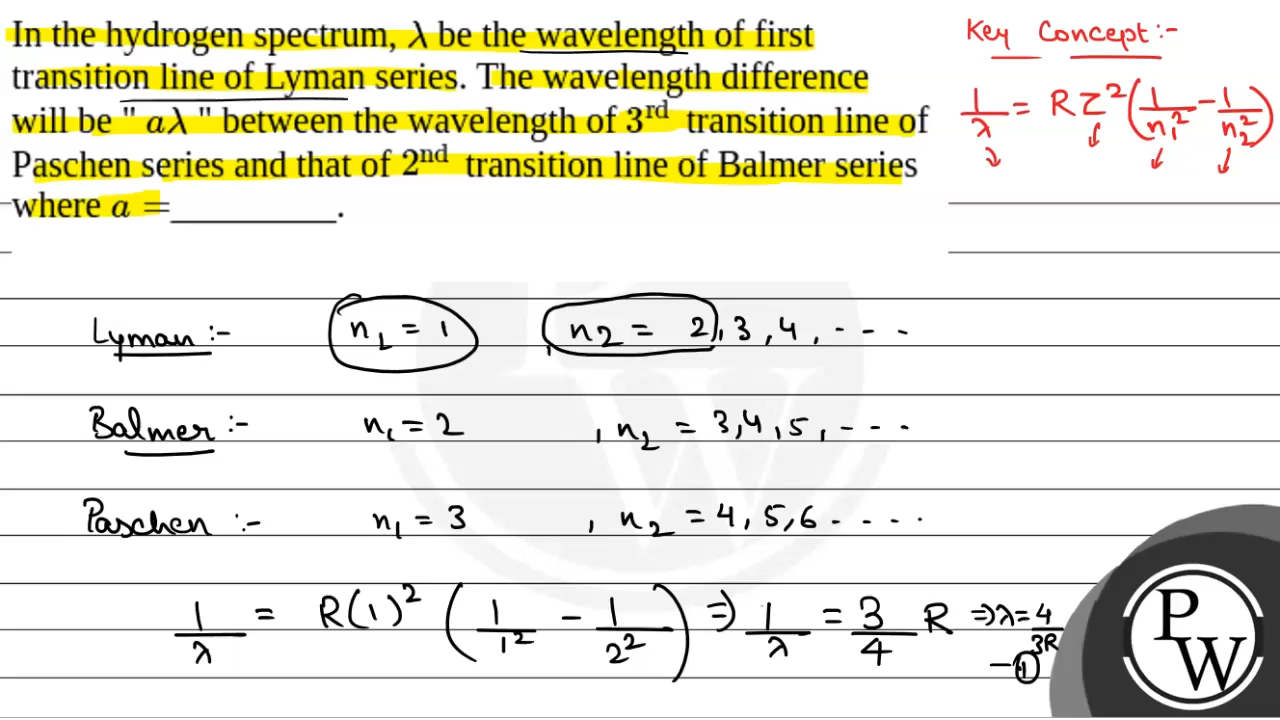 In the hydrogen spectrum, λ be the wavelength of first
transition line of Lyman series. The wavelength difference
will be " aλ " between the wavelength of 3rd transition line of
Paschen series and that of 2nd transition line of Balmer series
where a = ________.
Key Concept :-
1/λ = RZ²(1/n₁² - 1/n₂²)
Lyman :- n₁ = 1 , n₂ = 2, 3, 4, - - -
Balmer :- n₁ = 2 , n₂ = 3, 4, 5, - - -
Paschen :- n₁ = 3 , n₂ = 4, 5, 6 - - - -
1/λ = R(1)² (1/1² - 1/2²) ⇒ 1/λ = 3/4 R ⇒ λ = 4/3R
- ①
PW